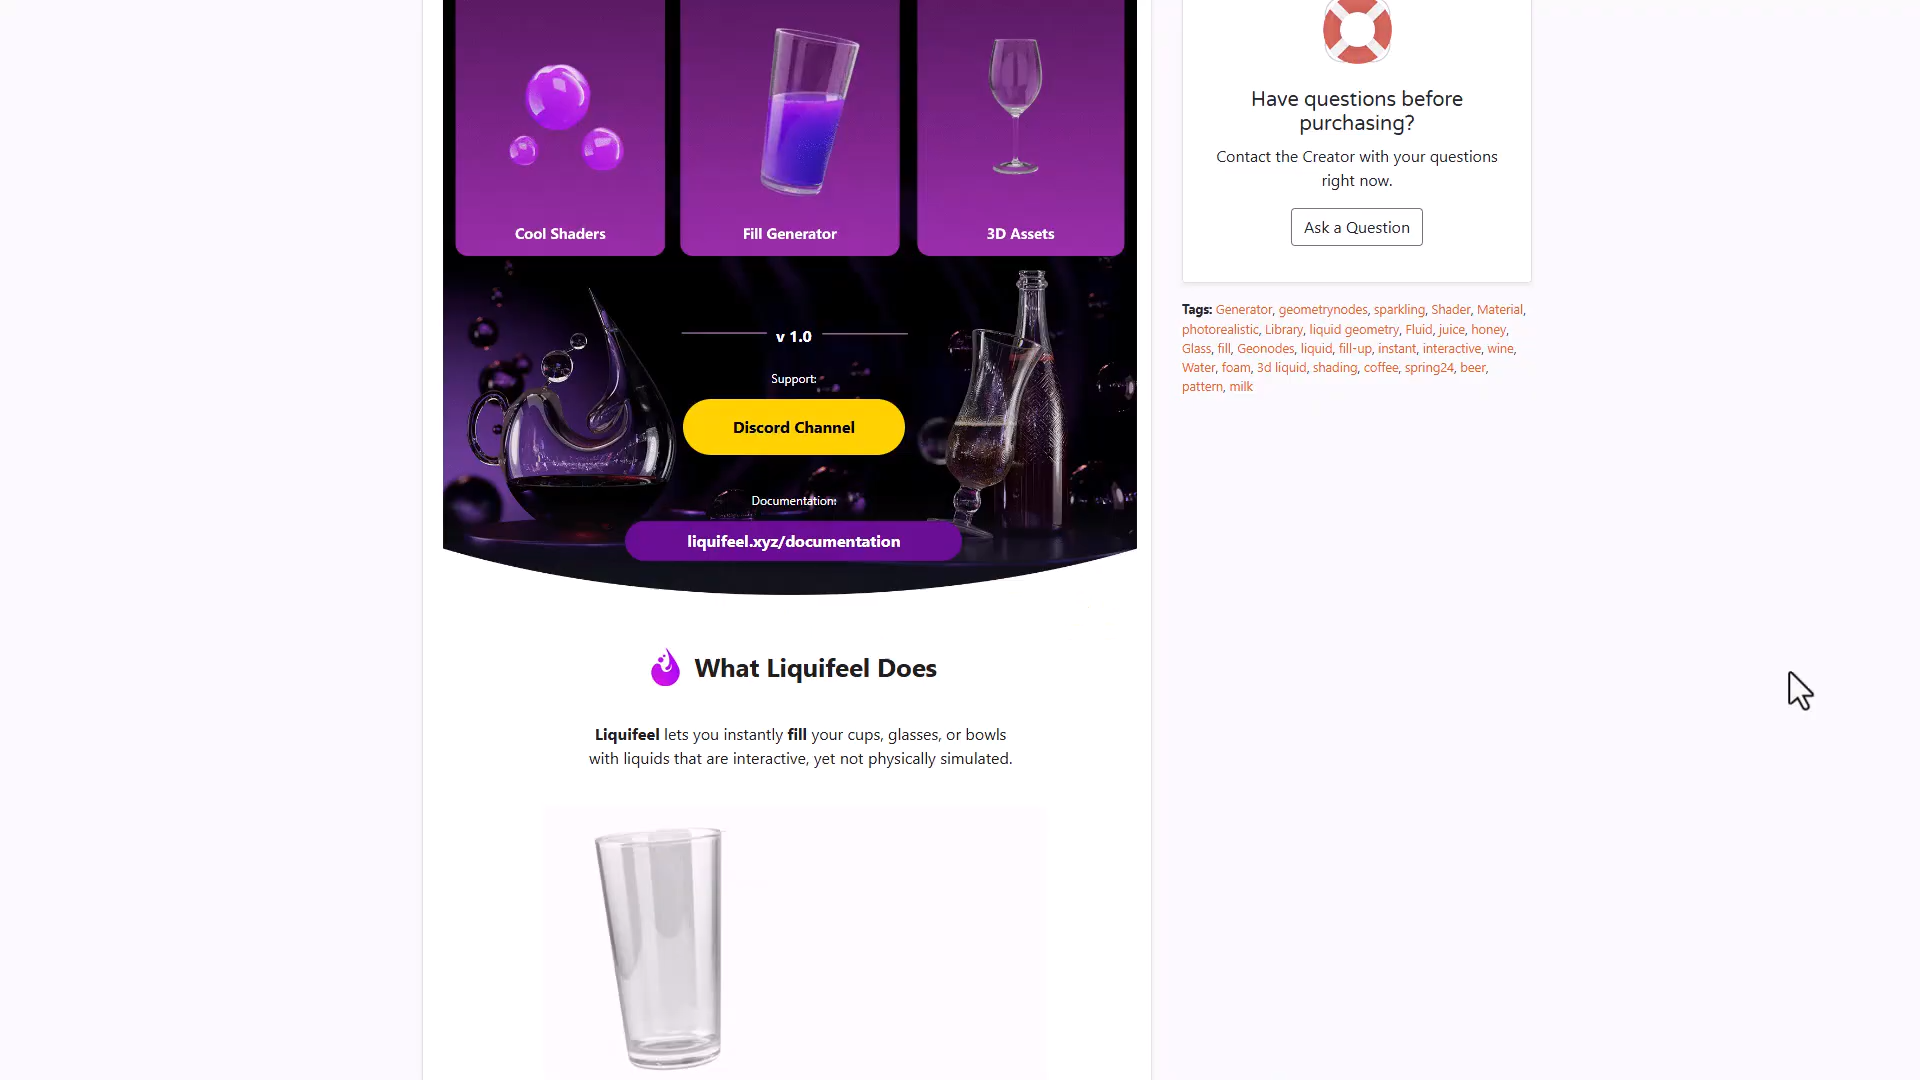 Cool Shaders
Fill Generator
3D Assets
v 1.0
Support:
Discord Channel
Documentation:
liquifeel.xyz/documentation
What Liquifeel Does
Liquifeel lets you instantly fill your cups, glasses, or bowls
with liquids that are interactive, yet not physically simulated.
Have questions before
purchasing?
Contact the Creator with your questions
right now.
Ask a Question
Tags: Generator, geometrynodes, sparkling, Shader, Material,
photorealistic, Library, liquid geometry, Fluid, juice, honey,
Glass, fill, Geonodes, liquid, fill-up, instant, interactive, wine,
Water, foam, 3d liquid, shading, coffee, spring24, beer,
pattern, milk